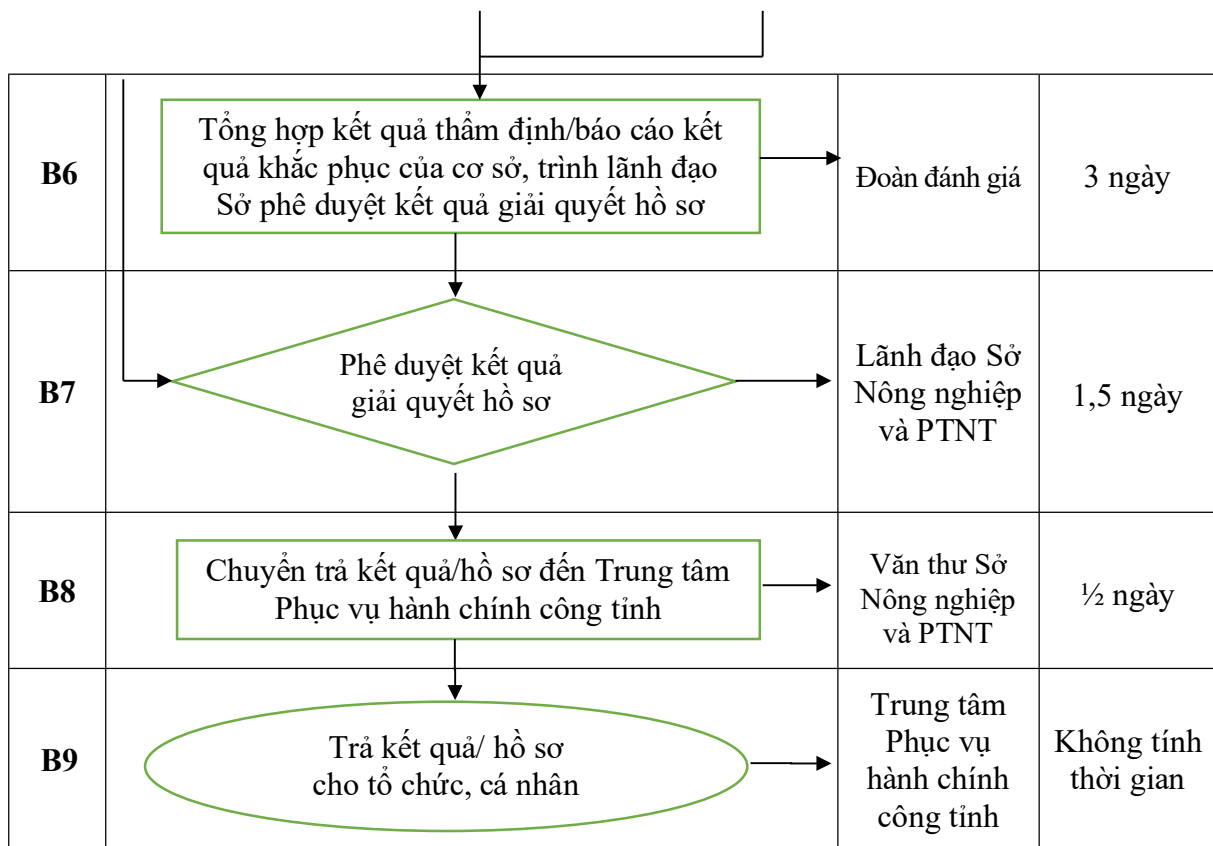 B6
Tổng hợp kết quả thẩm định/báo cáo kết
quả khắc phục của cơ sở, trình lãnh đạo
Sở phê duyệt kết quả giải quyết hồ sơ
Đoàn đánh giá
3 ngày
B7
Phê duyệt kết quả
giải quyết hồ sơ
Lãnh đạo Sở
Nông nghiệp
và PTNT
1,5 ngày
B8
Chuyển trả kết quả/hồ sơ đến Trung tâm
Phục vụ hành chính công tỉnh
Văn thư Sở
Nông nghiệp
và PTNT
½ ngày
B9
Trả kết quả/ hồ sơ
cho tổ chức, cá nhân
Trung tâm
Phục vụ
hành chính
công tỉnh
Không tính
thời gian